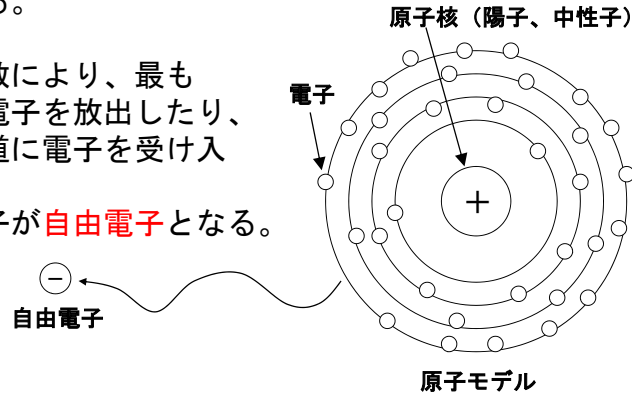 る。
数により、最も
電子を放出したり、
道に電子を受け入
子が自由電子となる。
原子核（陽子、中性子）
電子
+
−
自由電子
原子モデル